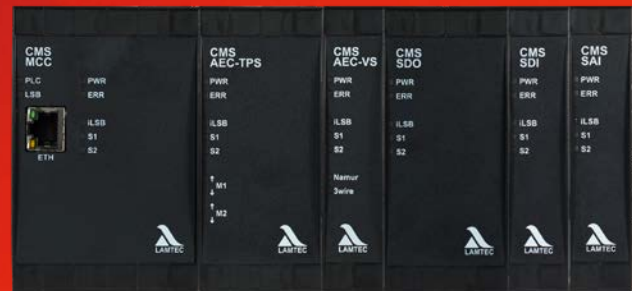 CMS
MCC
PLC
LSB
PWR
ERR
iLSB
S1
S2
ETH
LAMTEC
CMS
AEC-TPS
PWR
ERR
iLSB
S1
S2
M1
M2
LAMTEC
CMS
AEC-VS
PWR
ERR
iLSB
S1
S2
Namur
3wire
LAMTEC
CMS
SDO
PWR
ERR
iLSB
S1
S2
LAMTEC
CMS
SDI
PWR
ERR
iLSB
S1
S2
LAMTEC
CMS
SAI
PWR
ERR
iLSB
S1
S2
LAMTEC